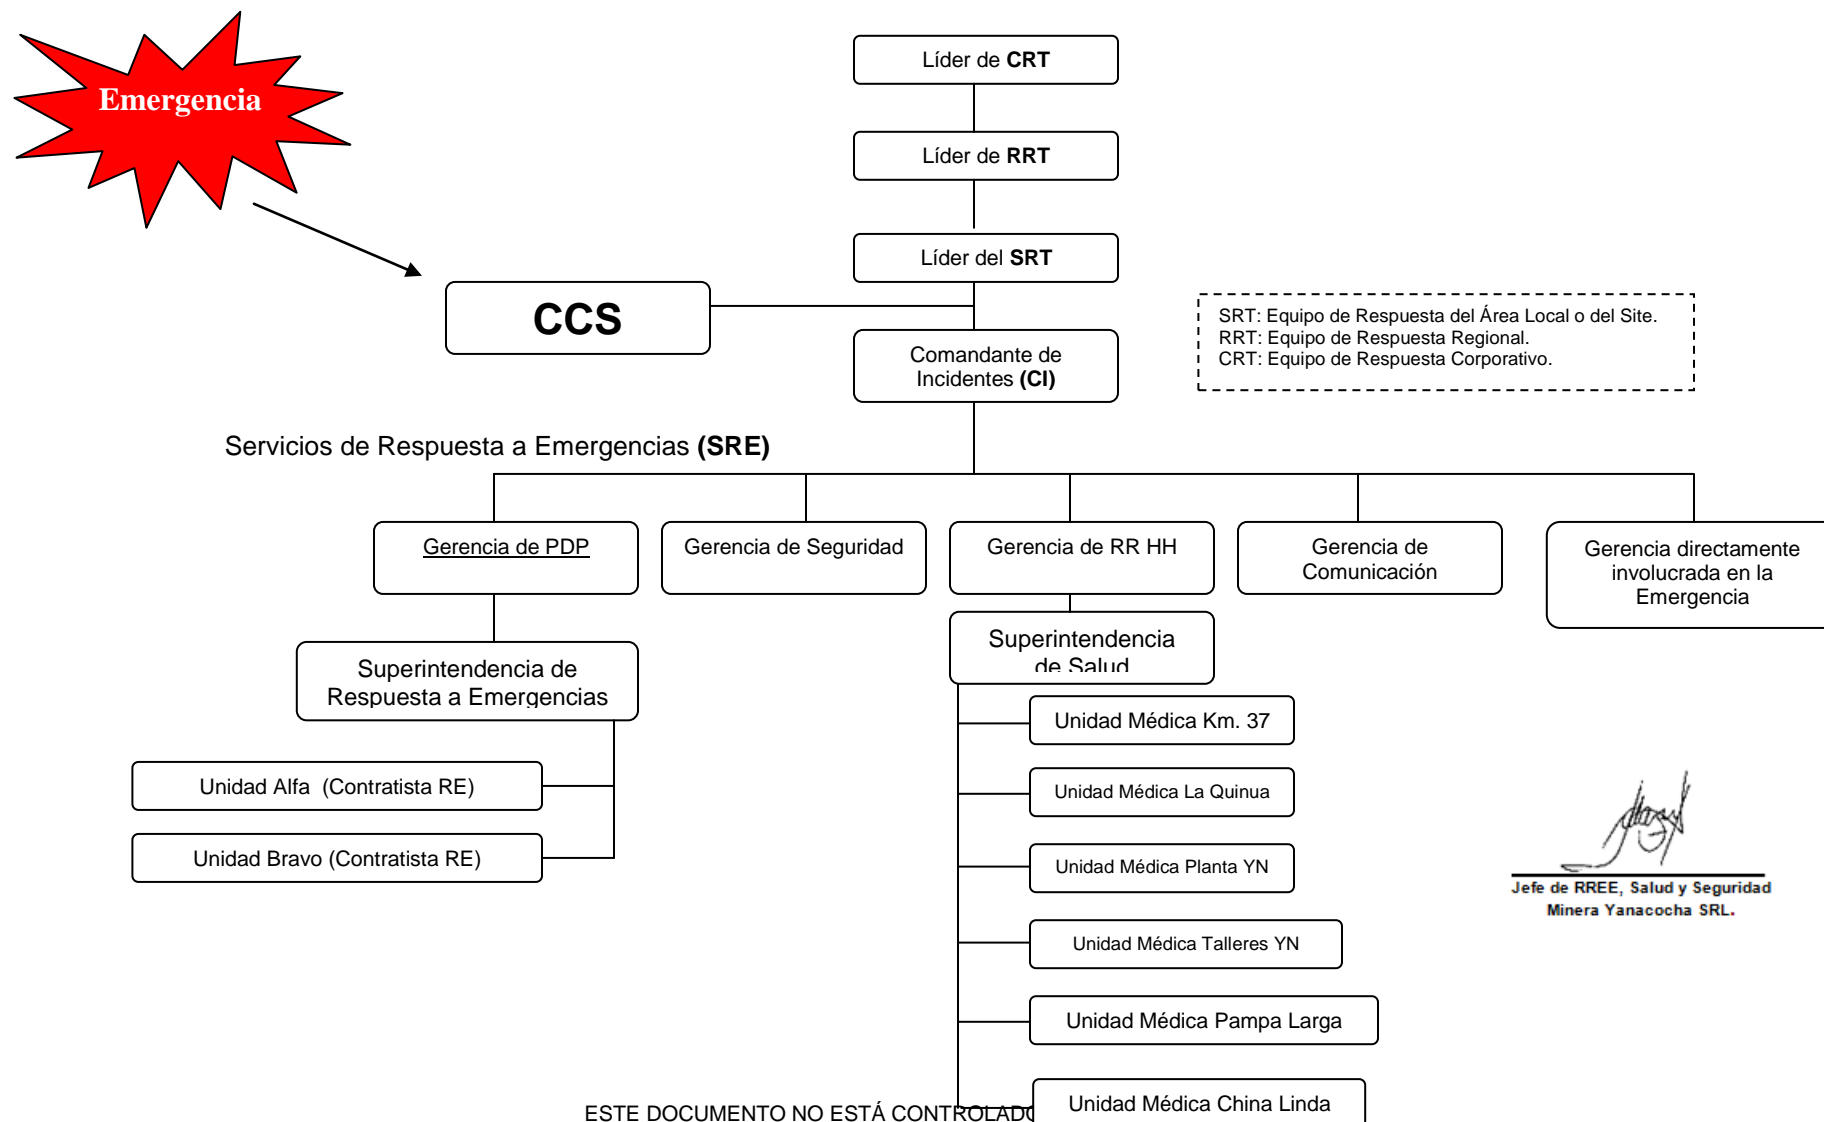 Emergencia
Líder de CRT
Líder de RRT
Líder del SRT
CCS
SRT: Equipo de Respuesta del Área Local o del Site.
RRT: Equipo de Respuesta Regional.
CRT: Equipo de Respuesta Corporativo.
Comandante de
Incidentes (CI)
Servicios de Respuesta a Emergencias (SRE)
Gerencia de PDP
Gerencia de Seguridad
Gerencia de RR HH
Gerencia de
Comunicación
Gerencia directamente
involucrada en la
Emergencia
Superintendencia de
Respuesta a Emergencias
Superintendencia
de Salud
Unidad Alfa (Contratista RE)
Unidad Bravo (Contratista RE)
Unidad Médica Km. 37
Unidad Médica La Quinua
Unidad Médica Planta YN
Unidad Médica Talleres YN
Unidad Médica Pampa Larga
Unidad Médica China Linda
Jefe de RREE, Salud y Seguridad
Minera Yanacocha SRL.
ESTE DOCUMENTO NO ESTÁ CONTROLADO